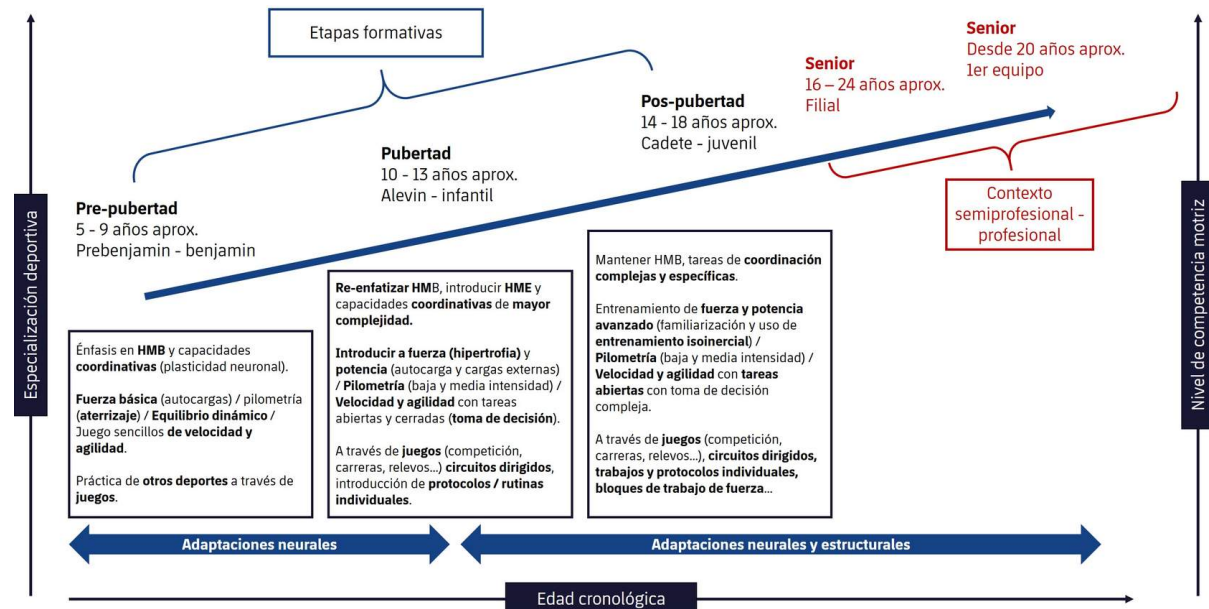 Etapas formativas
Senior
Desde 20 años aprox.
1er equipo
Senior
16 – 24 años aprox.
Filial
Pos-pubertad
14 - 18 años aprox.
Cadete - juvenil
Pubertad
10 - 13 años aprox.
Alevin - infantil
Pre-pubertad
5 - 9 años aprox.
Prebenjamin - benjamin
Contexto
semiprofesional -
profesional
Especialización deportiva
Nivel de competencia motriz
Énfasis en HMB y capacidades
coordinativas (plasticidad neuronal).
Fuerza básica (autocargas) / pilometría
(aterrizaje) / Equilibrio dinámico /
Juego sencillos de velocidad y
agilidad.
Práctica de otros deportes a través de
juegos.
Re-enfatizar HMB, introducir HME y
capacidades coordinativas de mayor
complejidad.
Introducir a fuerza (hipertrofia) y
potencia (autocarga y cargas externas)
/ Pilometría (baja y media intensidad) /
Velocidad y agilidad con tareas
abiertas y cerradas (toma de decisión).
A través de juegos (competición,
carreras, relevos...) circuitos dirigidos,
introducción de protocolos / rutinas
individuales.
Mantener HMB, tareas de coordinación
complejas y específicas.
Entrenamiento de fuerza y potencia
avanzado (familiarización y uso de
entrenamiento isoinercial) /
Pilometría (baja y media intensidad) /
Velocidad y agilidad con tareas
abiertas con toma de decisión
compleja.
A través de juegos (competición,
carreras, relevos...), circuitos dirigidos,
trabajos y protocolos individuales,
bloques de trabajo de fuerza...
Adaptaciones neurales
Adaptaciones neurales y estructurales
Edad cronológica